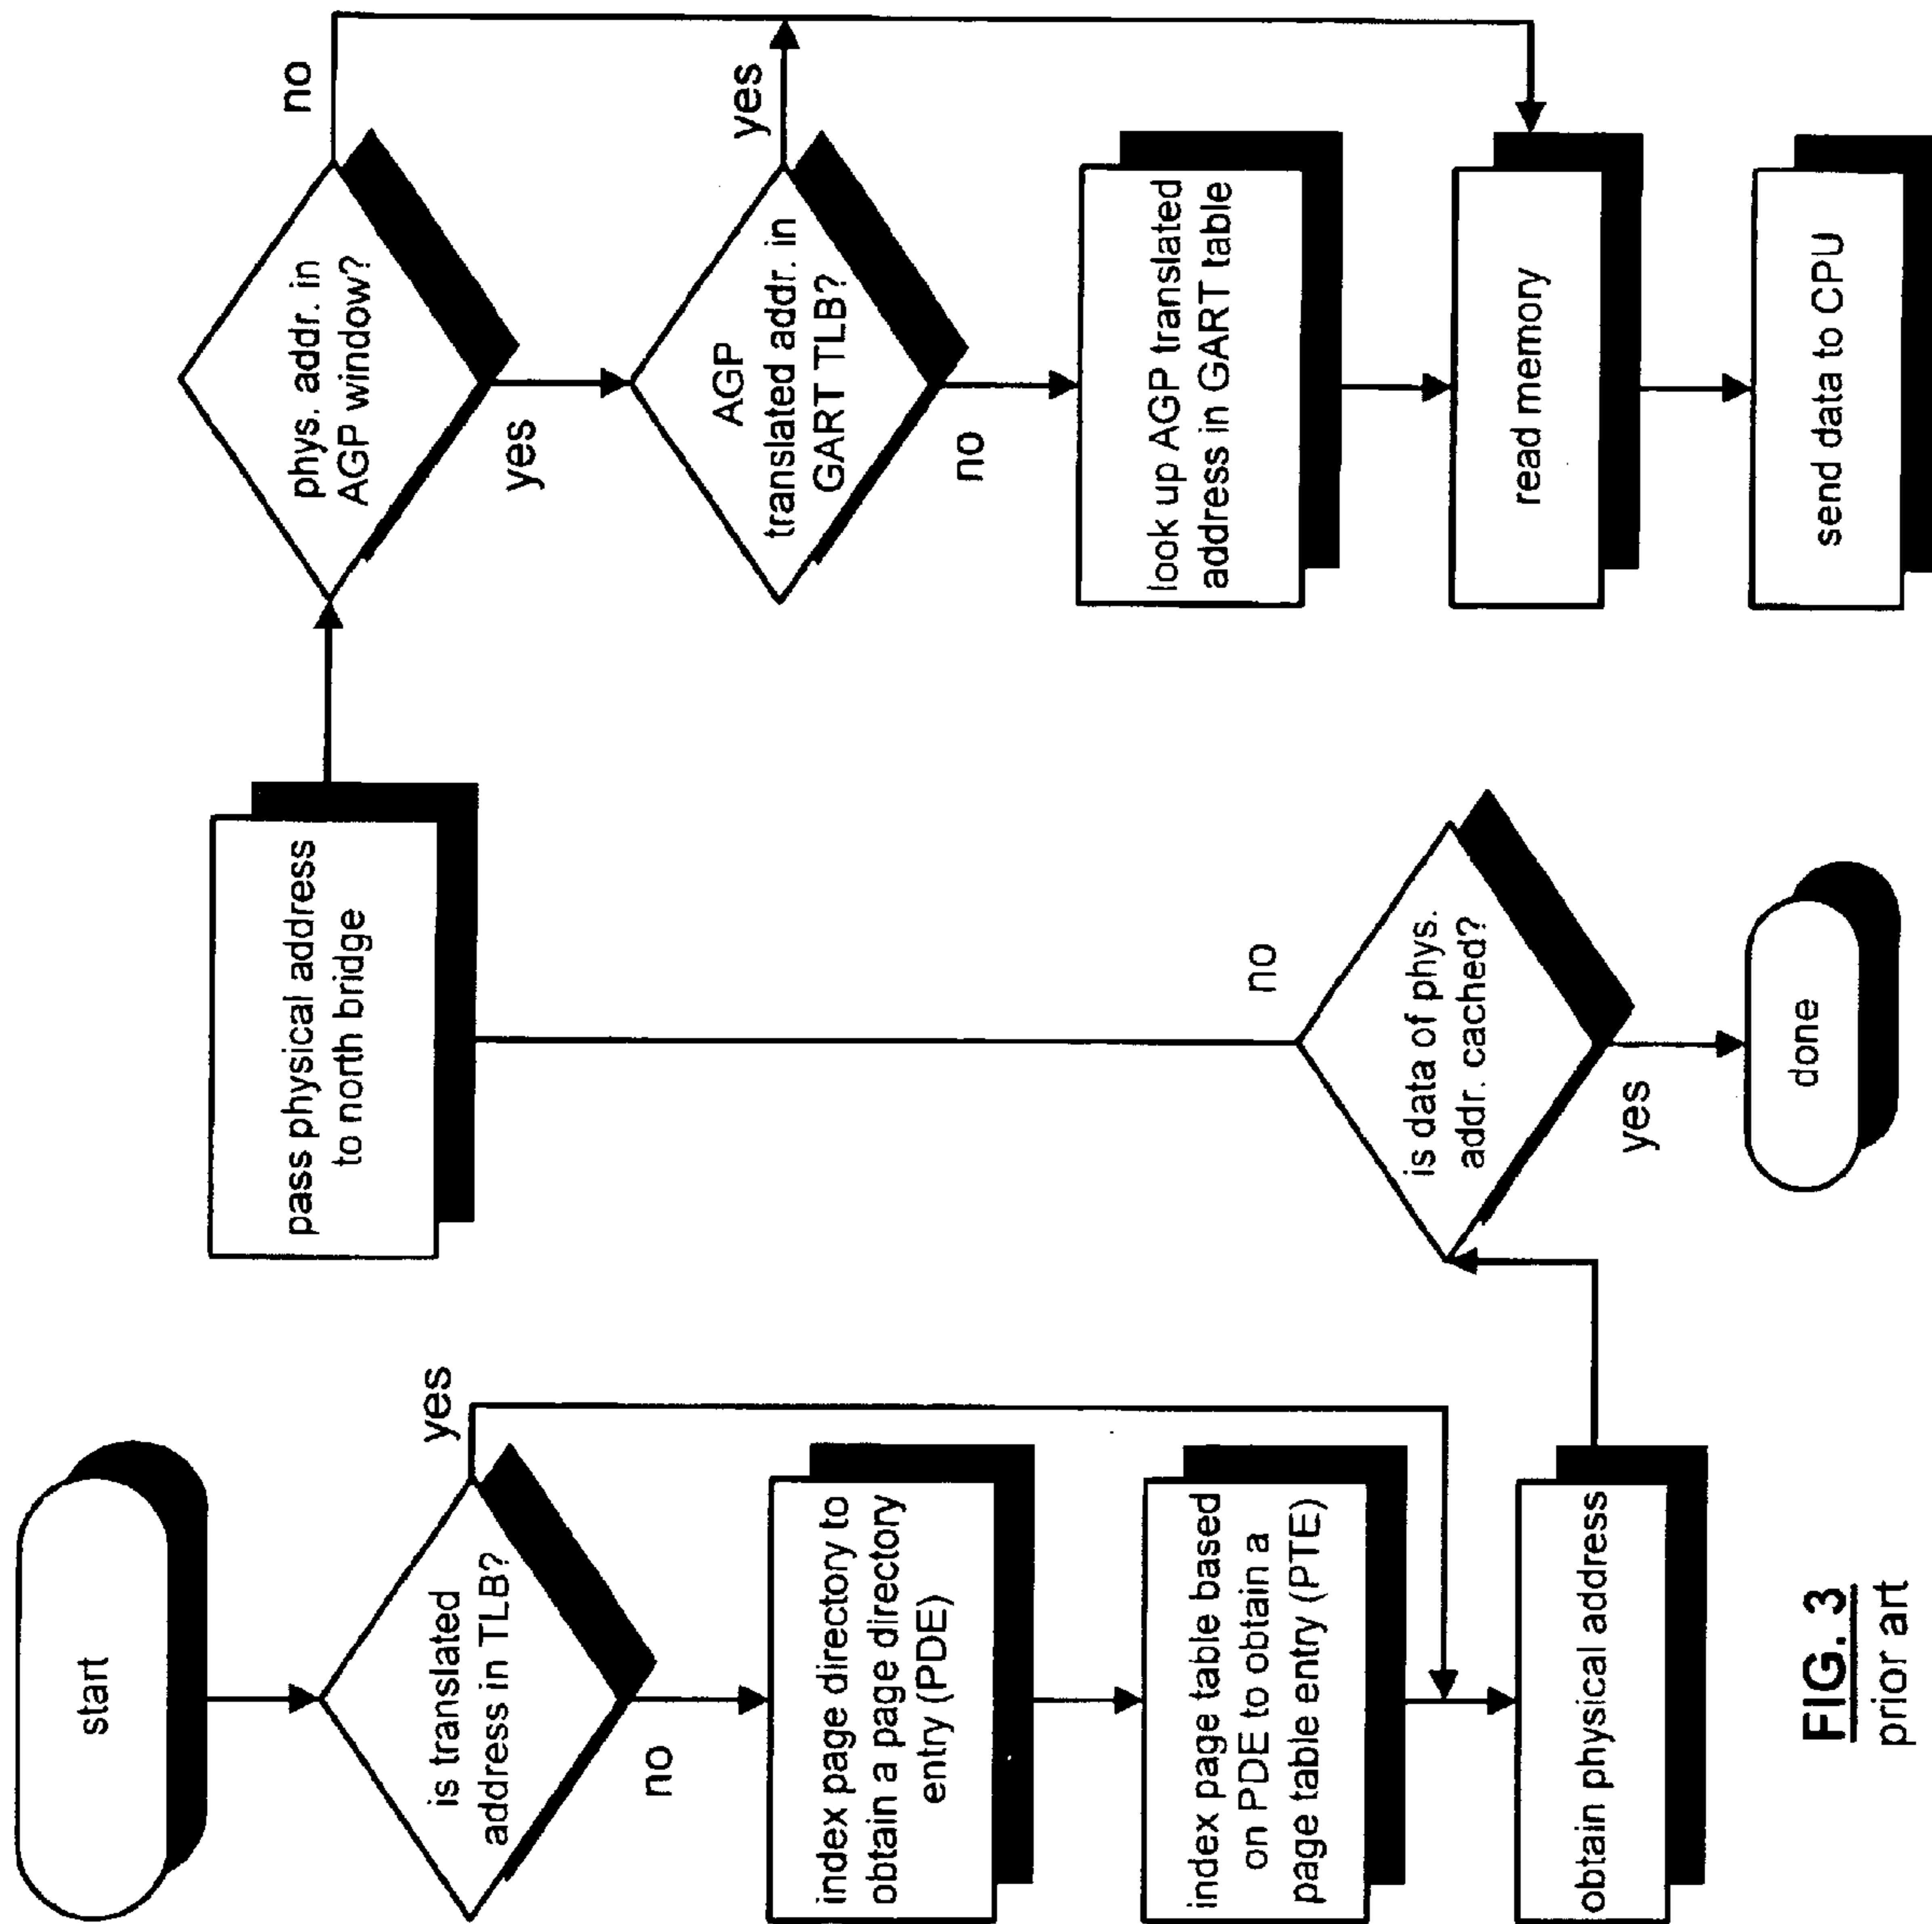 start
is translated
address in TLB?
yes
no
index page directory to
obtain a page directory
entry (PDE)
index page table based
on PDE to obtain a
page table entry (PTE)
obtain physical address
is data of phys.
addr. cached?
no
yes
done
pass physical address
to north bridge
phys. addr. in
AGP window?
no
yes
AGP
translated addr. in
GART TLB?
yes
no
look up AGP translated
address in GART table
read memory
send data to CPU
FIG. 3
prior art